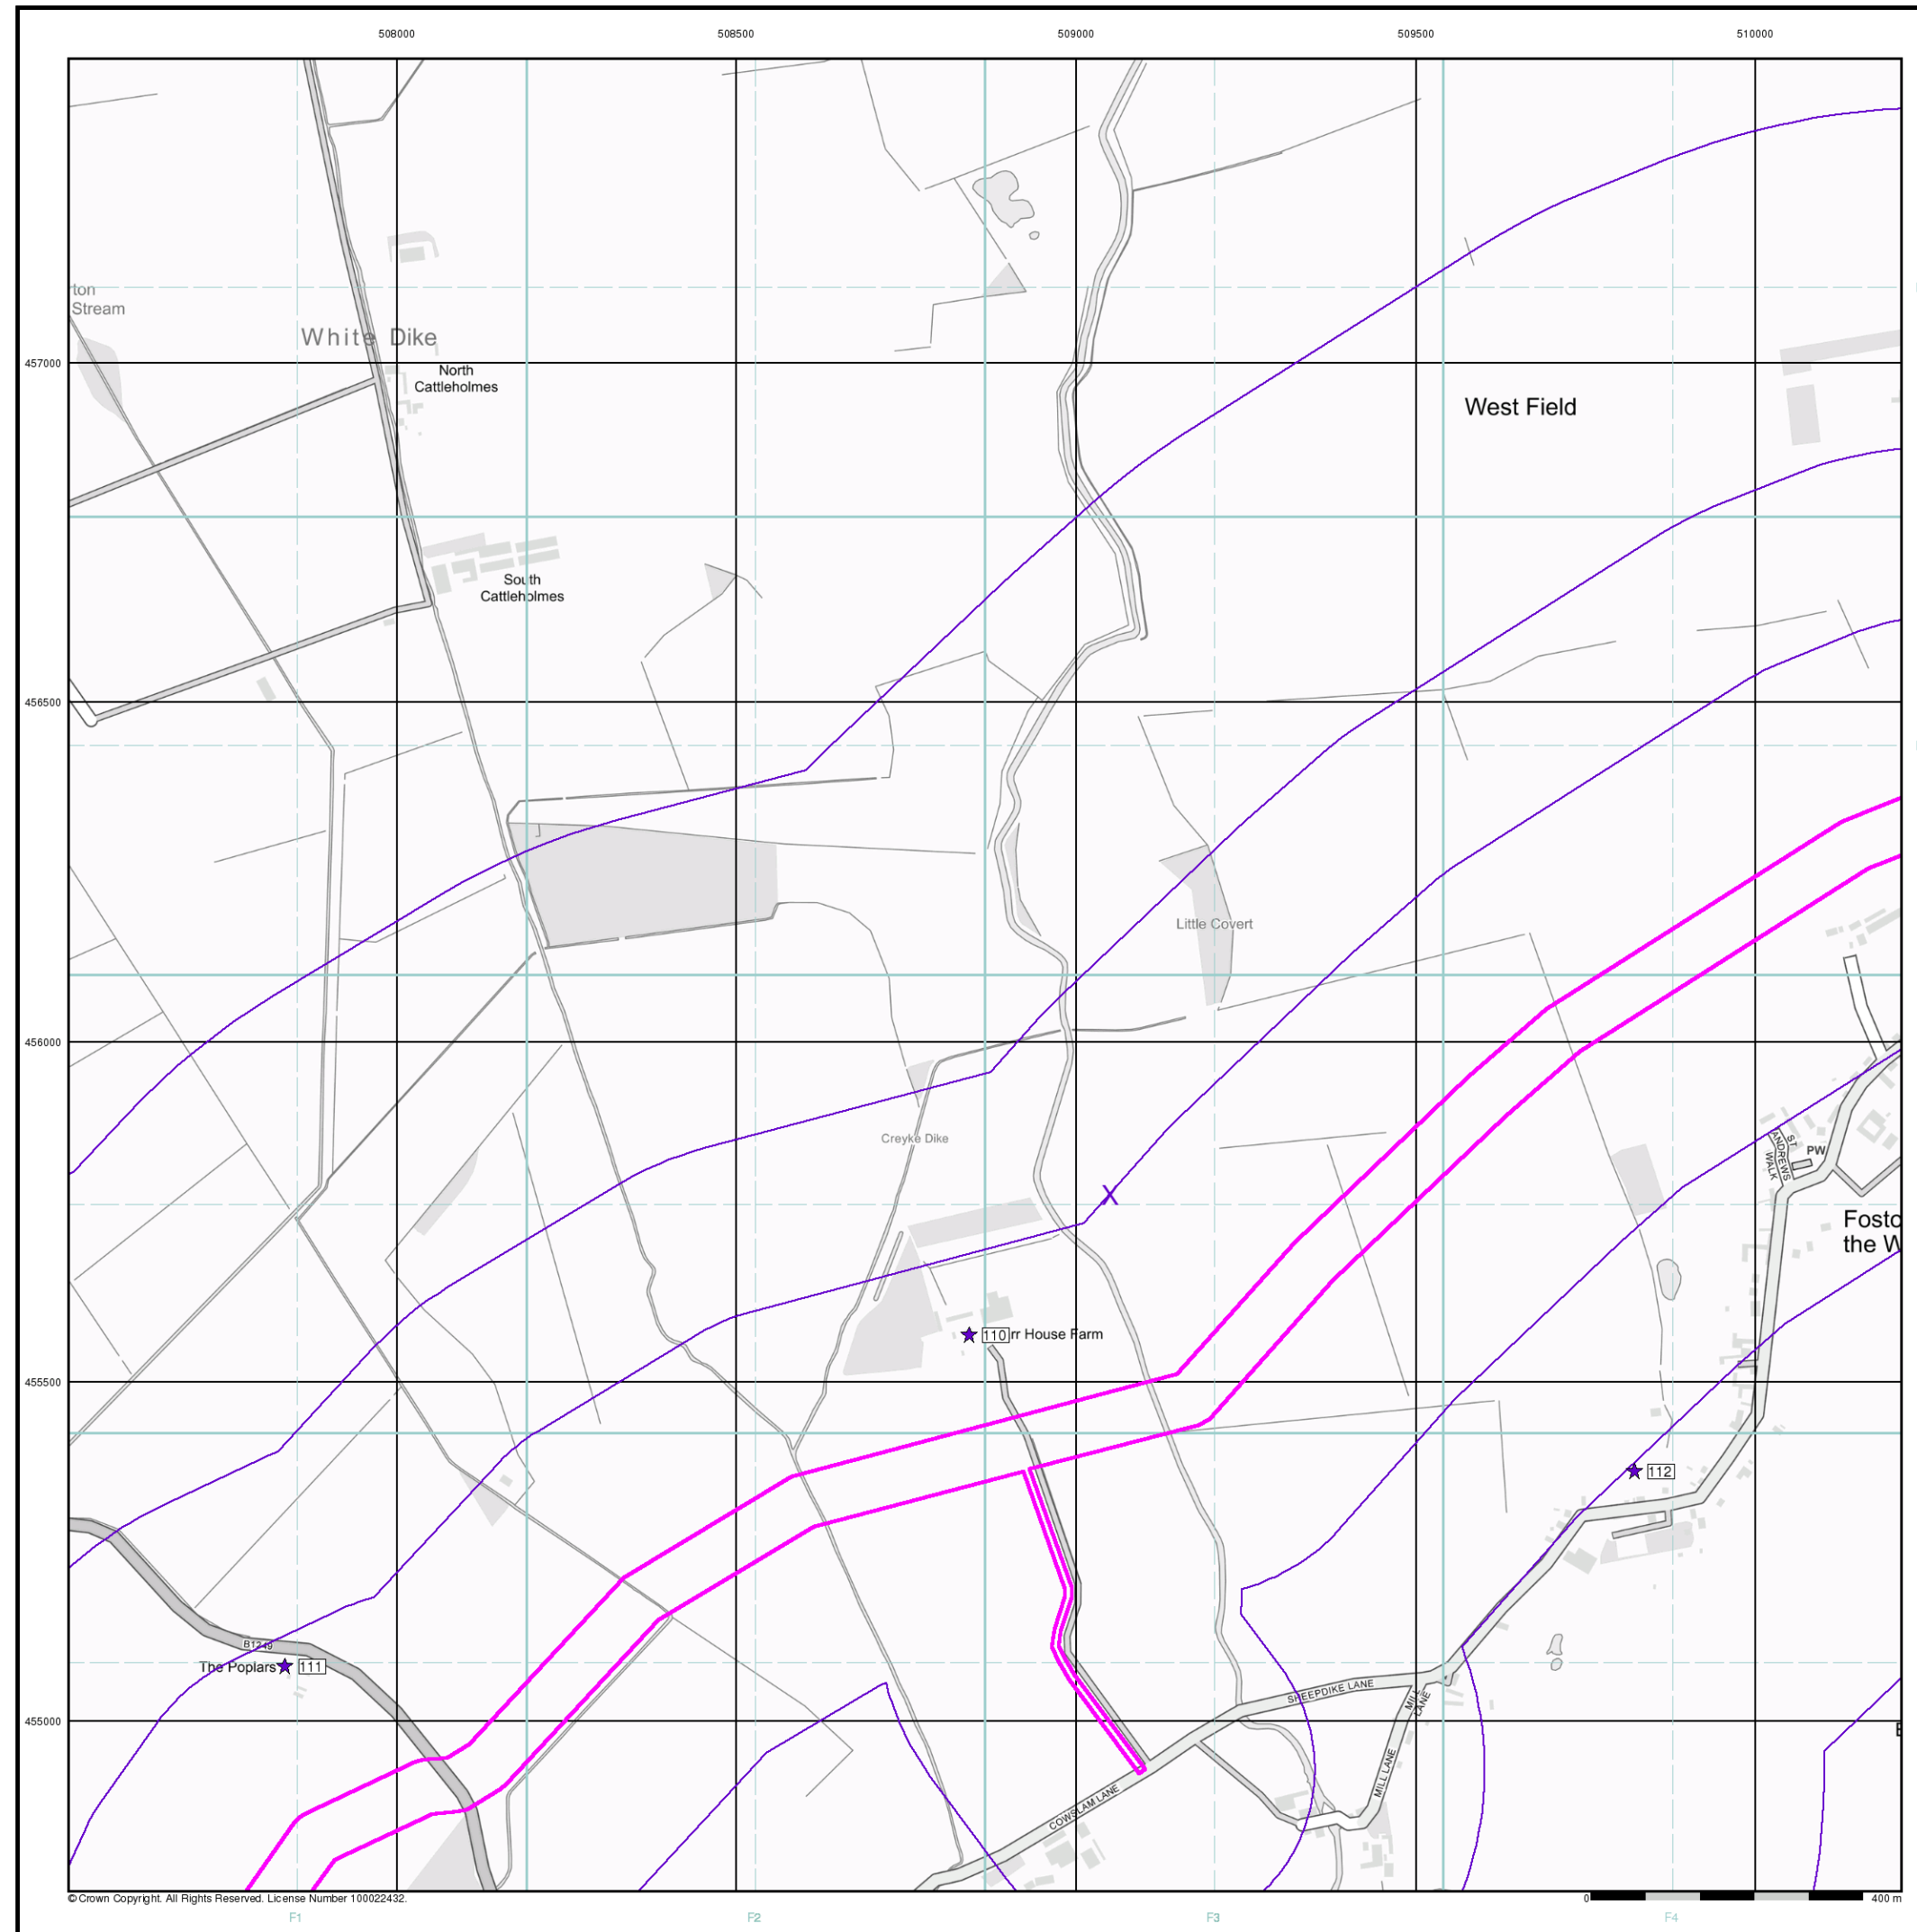 508000 508500 509000 509500 510000
ton
Stream
White Dike
457000
North
Cattleholmes
West Field
South
Cattleholmes
456500
Little Covert
456000
Creyke Dike
ST
ANDREWS
WALK
PW
X
Fosto
the W
110 rr House Farm
455500
112
B1249
The Poplars 111
SHEEPDIKE LANE
MILL
LANE
455000
MILL LANE
COWSLAM LANE
© Crown Copyright. All Rights Reserved. License Number 100022432.
0 400 m
F1 F2 F3 F4